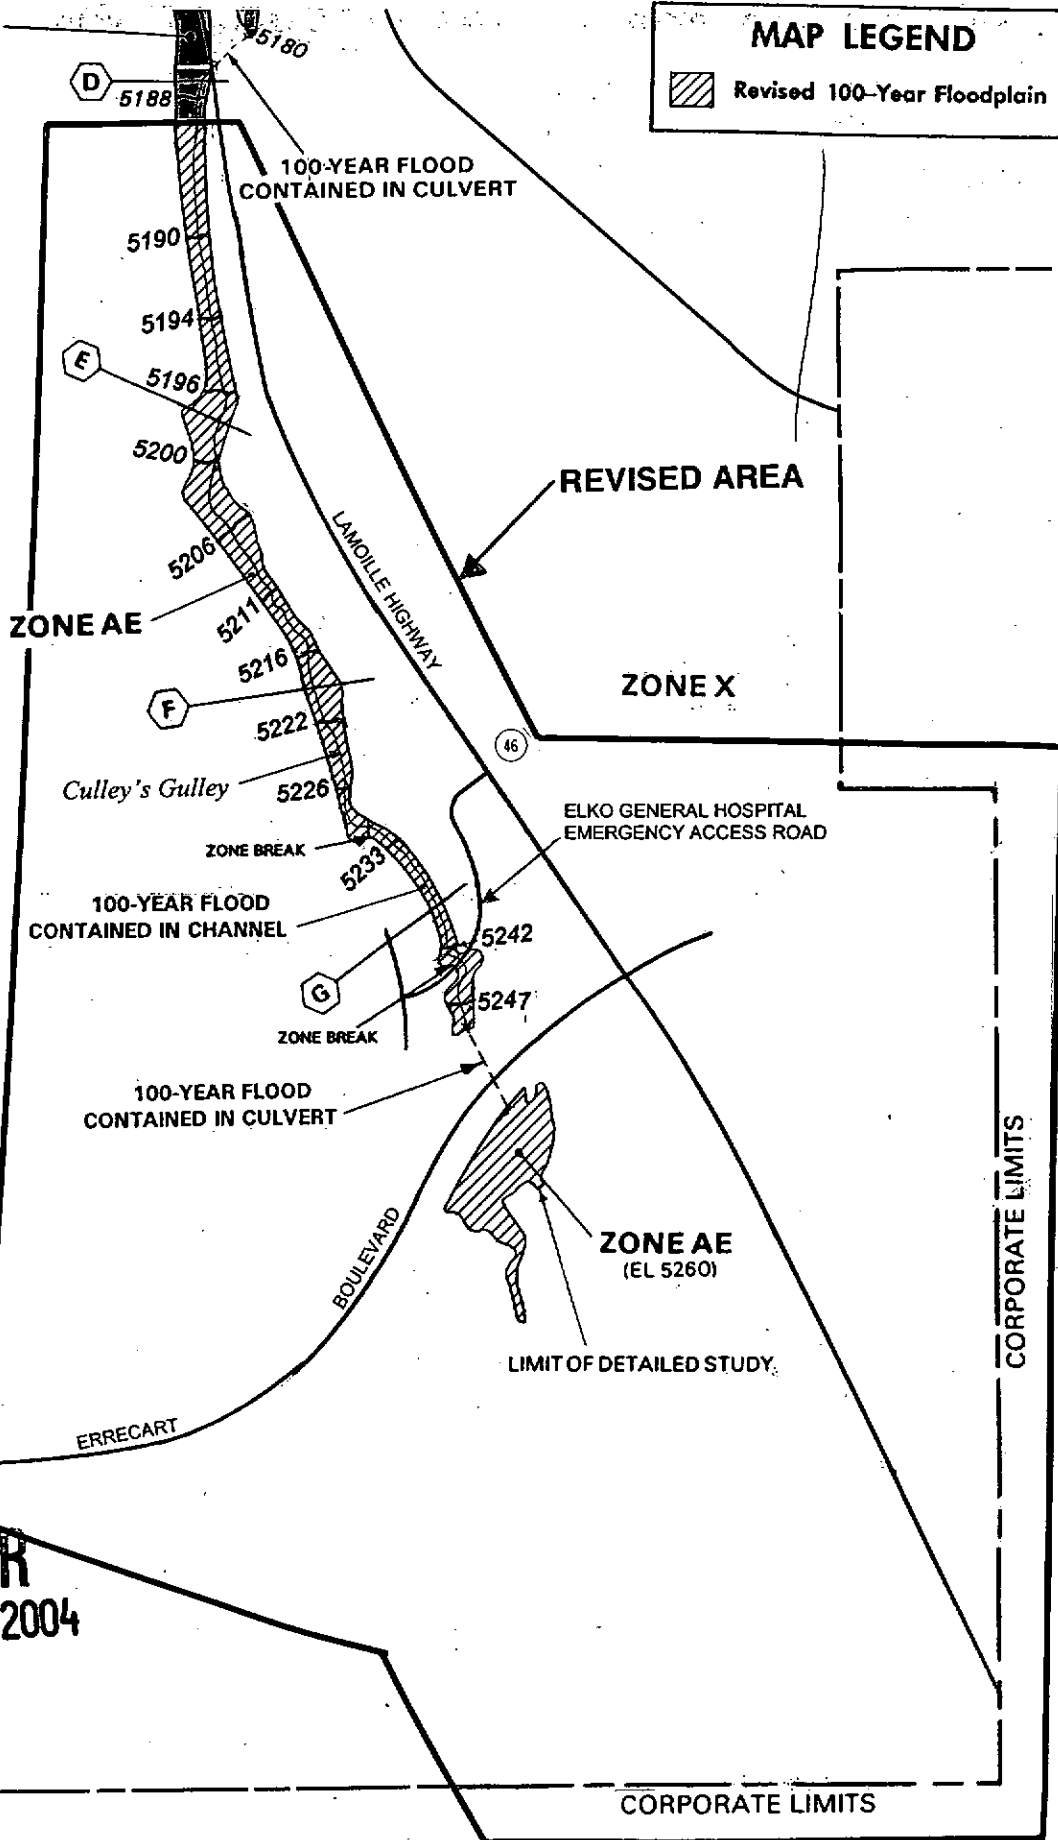 MAP LEGEND
Revised 100-Year Floodplain
5180
D
5188
100-YEAR FLOOD
CONTAINED IN CULVERT
5190
5194
E
5196
5200
REVISED AREA
LAMOILLE HIGHWAY
5206
ZONE AE
5211
5216
ZONE X
F
5222
46
Culley's Gulley
5226
ELKO GENERAL HOSPITAL
EMERGENCY ACCESS ROAD
ZONE BREAK
5233
100-YEAR FLOOD
CONTAINED IN CHANNEL
5242
G
5247
ZONE BREAK
100-YEAR FLOOD
CONTAINED IN CULVERT
CORPORATE LIMITS
BOULEVARD
ZONE AE
(EL 5260)
LIMIT OF DETAILED STUDY
ERRECART
R
2004
CORPORATE LIMITS